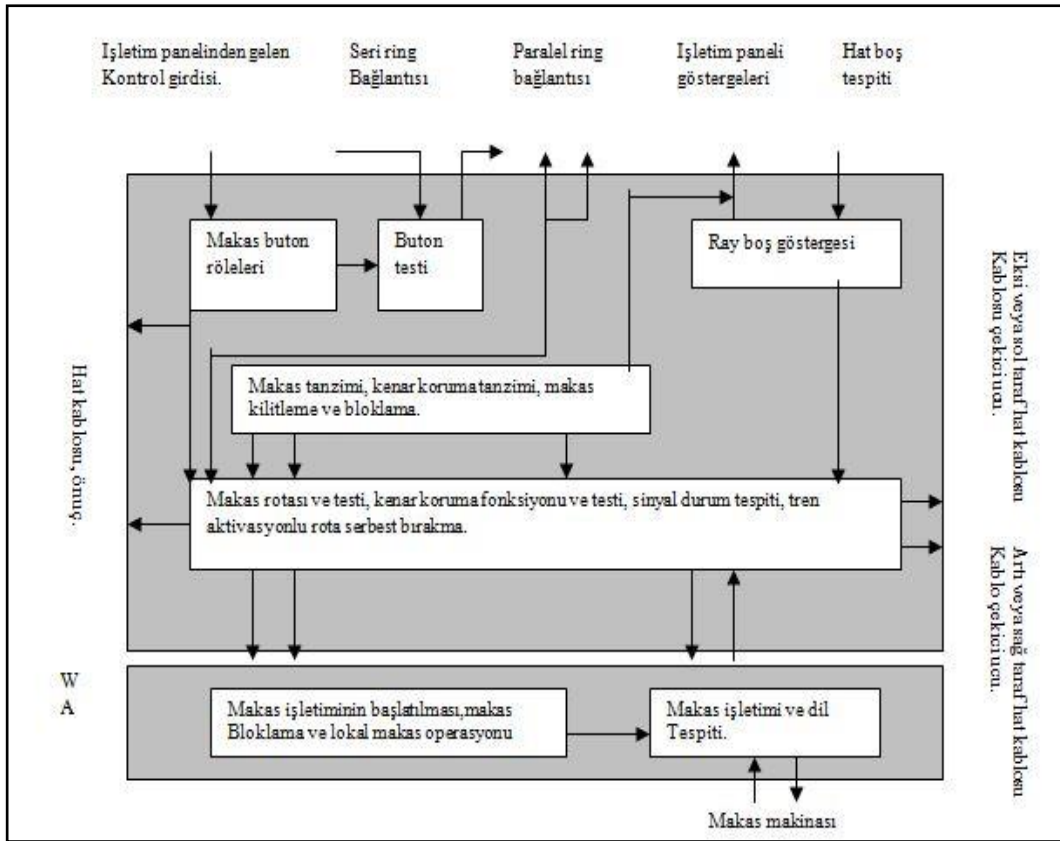 Işletim panelinden gelen
Kontrol girdisi.
Seri ring
Bağlantısı
Paralel ring
bağlantısı
Işletim paneli
göstergeleri
Hat boş
tespiti
Makas buton
röleleri
Buton
testi
Ray boş göstergesi
Makas tanzimi, kenar koruma tanzimi, makas
kilitleme ve bloklama.
Makas rotası ve testi, kenar koruma fonksiyonu ve testi, sinyal durum tespiti, tren
aktivasyonlu rota serbest bırakma.
Hat kablosu, ön uç.
Eksi veya sol taraf hat kablosu
Kablosu çekici ucu.
Artı veya sağ taraf hat kablosu
Kablo çekici ucu.
W
A
Makas işletiminin başlatılması,makas
Bloklama ve lokal makas operasyonu
Makas işletimi ve dil
Tespiti.
Makas makinası